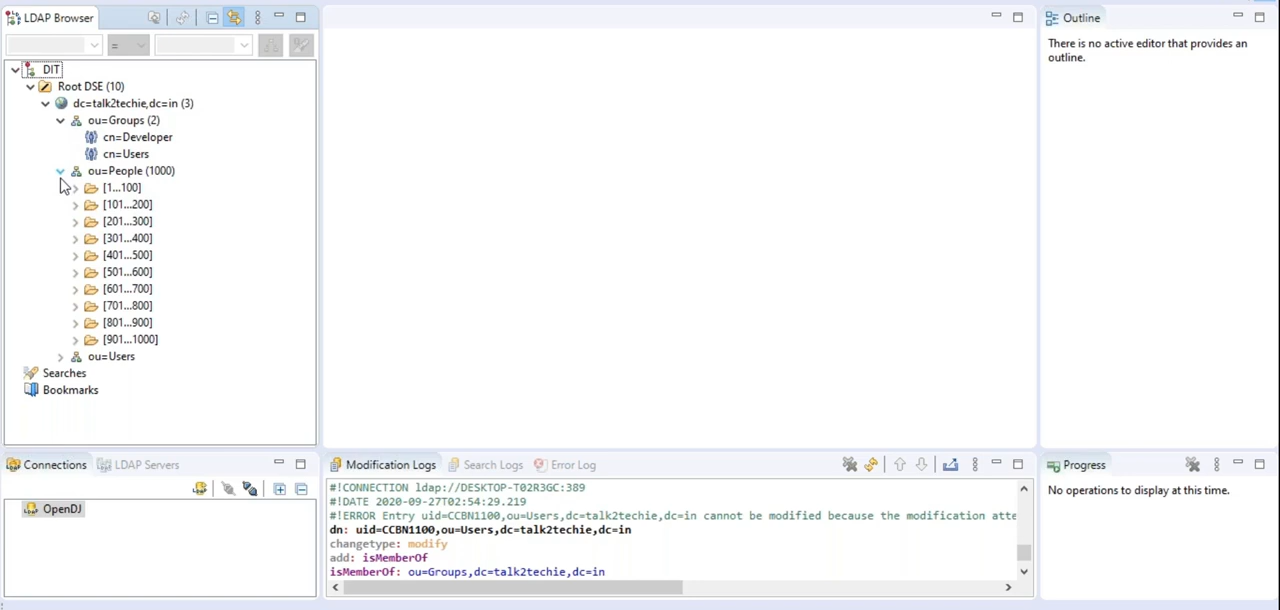 LDAP Browser
=
DIT
Root DSE (10)
dc=talk2techie,dc=in (3)
ou=Groups (2)
cn=Developer
cn=Users
ou=People (1000)
[1...100]
[101...200]
[201...300]
[301...400]
[401...500]
[501...600]
[601...700]
[701...800]
[801...900]
[901...1000]
ou=Users
Searches
Bookmarks
Outline
There is no active editor that provides an
outline.
Connections LDAP Servers
OpenDJ
Modification Logs Search Logs Error Log
#!CONNECTION ldap://DESKTOP-T02R3GC:389
#!DATE 2020-09-27T02:54:29.219
#!ERROR Entry uid=CCBN1100,ou=Users,dc=talk2techie,dc=in cannot be modified because the modification atte
dn: uid=CCBN1100,ou=Users,dc=talk2techie,dc=in
changetype: modify
add: isMemberOf
isMemberOf: ou=Groups,dc=talk2techie,dc=in
Progress
No operations to display at this time.